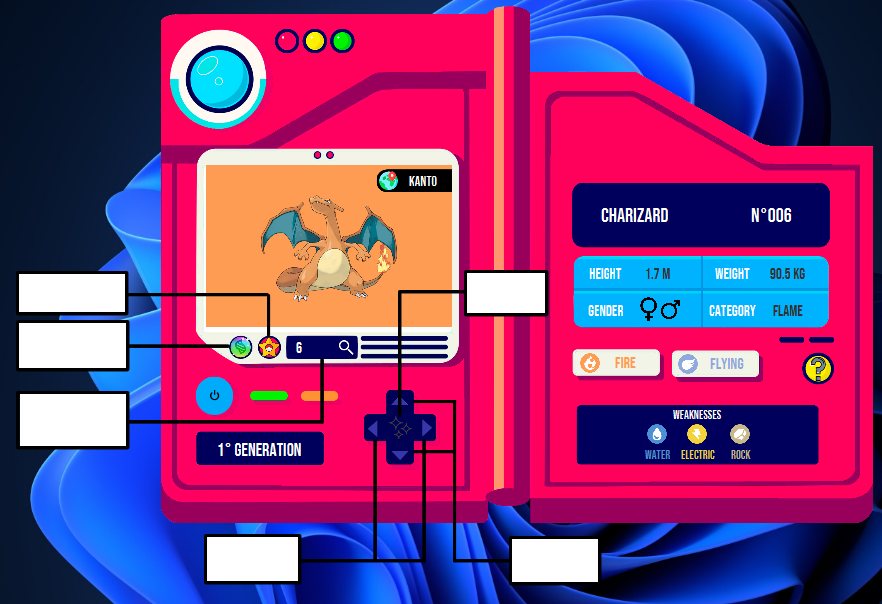 KANTO
6
1° GENERATION
CHARIZARD N°006
HEIGHT 1.7 M WEIGHT 90.5 KG
GENDER CATEGORY FLAME
FIRE FLYING
?
WEAKNESSES
WATER ELECTRIC ROCK